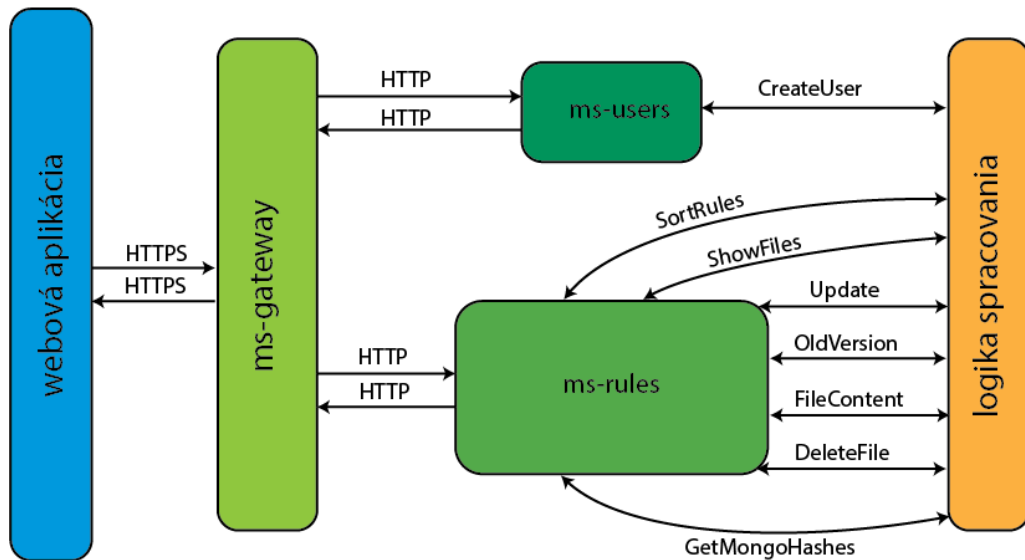 webová aplikácia
HTTPS
HTTPS
ms-gateway
HTTP
HTTP
ms-users
CreateUser
SortRules
ShowFiles
Update
OldVersion
FileContent
DeleteFile
GetMongoHashes
HTTP
HTTP
ms-rules
logika spracovania